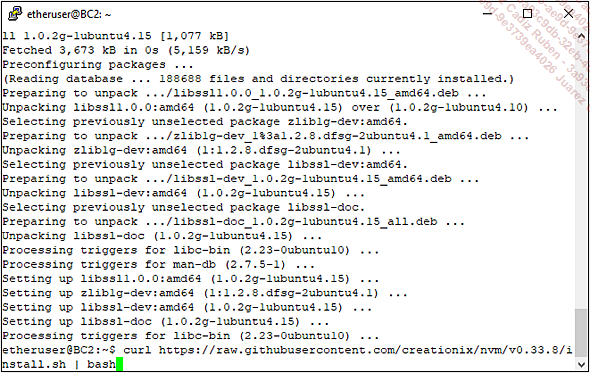 etheruser@BC2: ~
ll 1.0.2g-1ubuntu4.15 [1,077 kB]
Fetched 3,673 kB in 0s (5,159 kB/s)
Preconfiguring packages ...
(Reading database ... 188688 files and directories currently installed.)
Preparing to unpack .../libssl1.0.0_1.0.2g-1ubuntu4.15_amd64.deb ...
Unpacking libssl1.0.0:amd64 (1.0.2g-1ubuntu4.15) over (1.0.2g-1ubuntu4.10) ...
Selecting previously unselected package zlib1g-dev:amd64.
Preparing to unpack .../zlib1g-dev_1%3a1.2.8.dfsg-2ubuntu4.1_amd64.deb ...
Unpacking zlib1g-dev:amd64 (1:1.2.8.dfsg-2ubuntu4.1) ...
Selecting previously unselected package libssl-dev:amd64.
Preparing to unpack .../libssl-dev_1.0.2g-1ubuntu4.15_amd64.deb ...
Unpacking libssl-dev:amd64 (1.0.2g-1ubuntu4.15) ...
Selecting previously unselected package libssl-doc.
Preparing to unpack .../libssl-doc_1.0.2g-1ubuntu4.15_all.deb ...
Unpacking libssl-doc (1.0.2g-1ubuntu4.15) ...
Processing triggers for libc-bin (2.23-0ubuntu10) ...
Processing triggers for man-db (2.7.5-1) ...
Setting up libssl1.0.0:amd64 (1.0.2g-1ubuntu4.15) ...
Setting up zlib1g-dev:amd64 (1:1.2.8.dfsg-2ubuntu4.1) ...
Setting up libssl-dev:amd64 (1.0.2g-1ubuntu4.15) ...
Setting up libssl-doc (1.0.2g-1ubuntu4.15) ...
Processing triggers for libc-bin (2.23-0ubuntu10) ...
etheruser@BC2:~$ curl https://raw.githubusercontent.com/creationix/nvm/v0.33.8/i
nstall.sh | bash